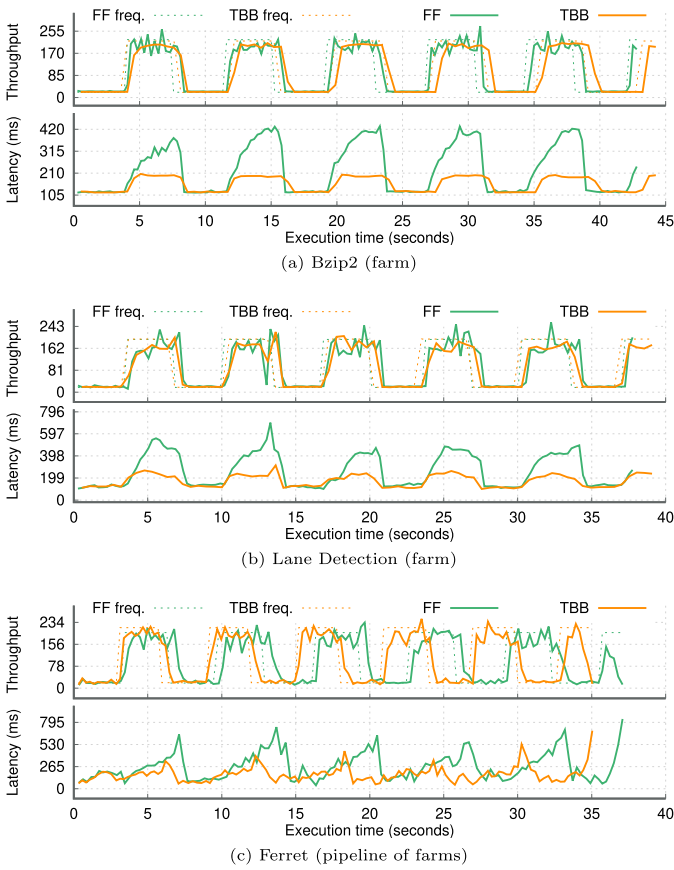 FF freq. TBB freq. FF TBB
Throughput
255
170
85
0
Latency (ms)
420
315
210
105
0 5 10 15 20 25 30 35 40 45
Execution time (seconds)
(a) Bzip2 (farm)
FF freq. TBB freq. FF TBB
Throughput
243
162
81
0
Latency (ms)
796
597
398
199
0
0 5 10 15 20 25 30 35 40
Execution time (seconds)
(b) Lane Detection (farm)
FF freq. TBB freq. FF TBB
Throughput
234
156
78
0
Latency (ms)
795
530
265
0
0 5 10 15 20 25 30 35 40
Execution time (seconds)
(c) Ferret (pipeline of farms)